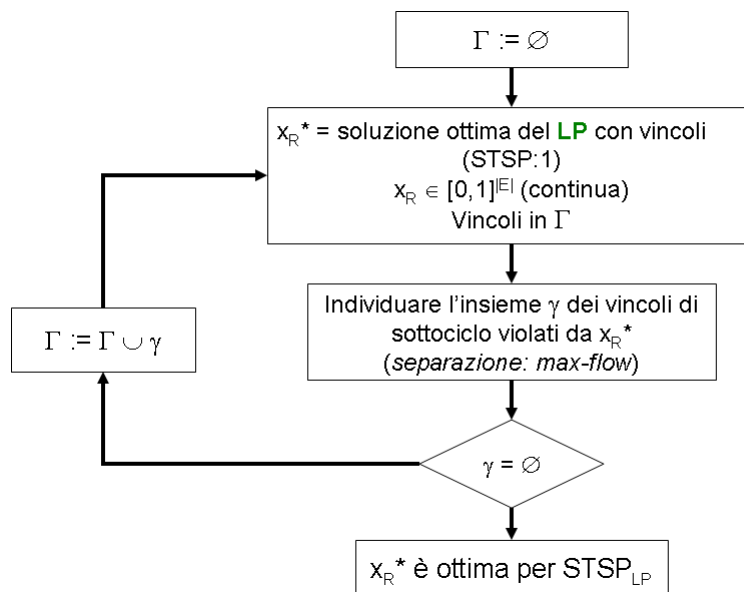 Γ := ∅
x_R* = soluzione ottima del LP con vincoli
(STSP:1)
x_R ∈ [0,1]^|E| (continua)
Vincoli in Γ
Individuare l'insieme γ dei vincoli di
sottociclo violati da x_R*
(separazione: max-flow)
Γ := Γ ∪ γ
γ = ∅
x_R* è ottima per STSP_LP